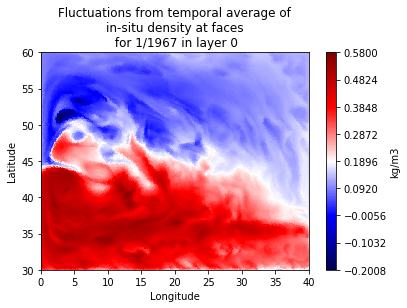 Fluctuations from temporal average of
in-situ density at faces
for 1/1967 in layer 0
60
55
50
45
40
35
30
Latitude
0 5 10 15 20 25 30 35 40
Longitude
0.5800
0.4824
0.3848
0.2872
0.1896
0.0920
−0.0056
−0.1032
−0.2008
kg/m3